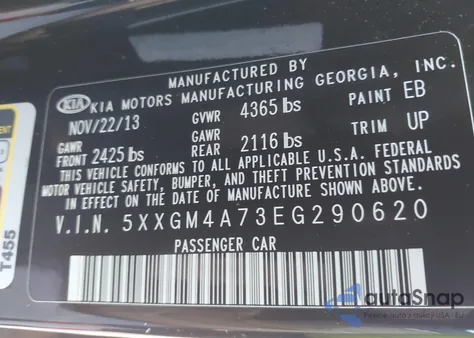 MANUFACTURED BY
KIA KIA MOTORS MANUFACTURING GEORGIA, INC.
NOV/22/13 GVWR 4365 lbs PAINT EB
GAWR FRONT 2425 lbs GAWR REAR 2116 lbs TRIM UP
THIS VEHICLE CONFORMS TO ALL APPLICABLE U.S.A. FEDERAL
MOTOR VEHICLE SAFETY, BUMPER, AND THEFT PREVENTION STANDARDS
IN EFFECT ON THE DATE OF MANUFACTURE SHOWN ABOVE.
V.I.N. 5XXGM4A73EG290620
PASSENGER CAR
T455
autoSnap